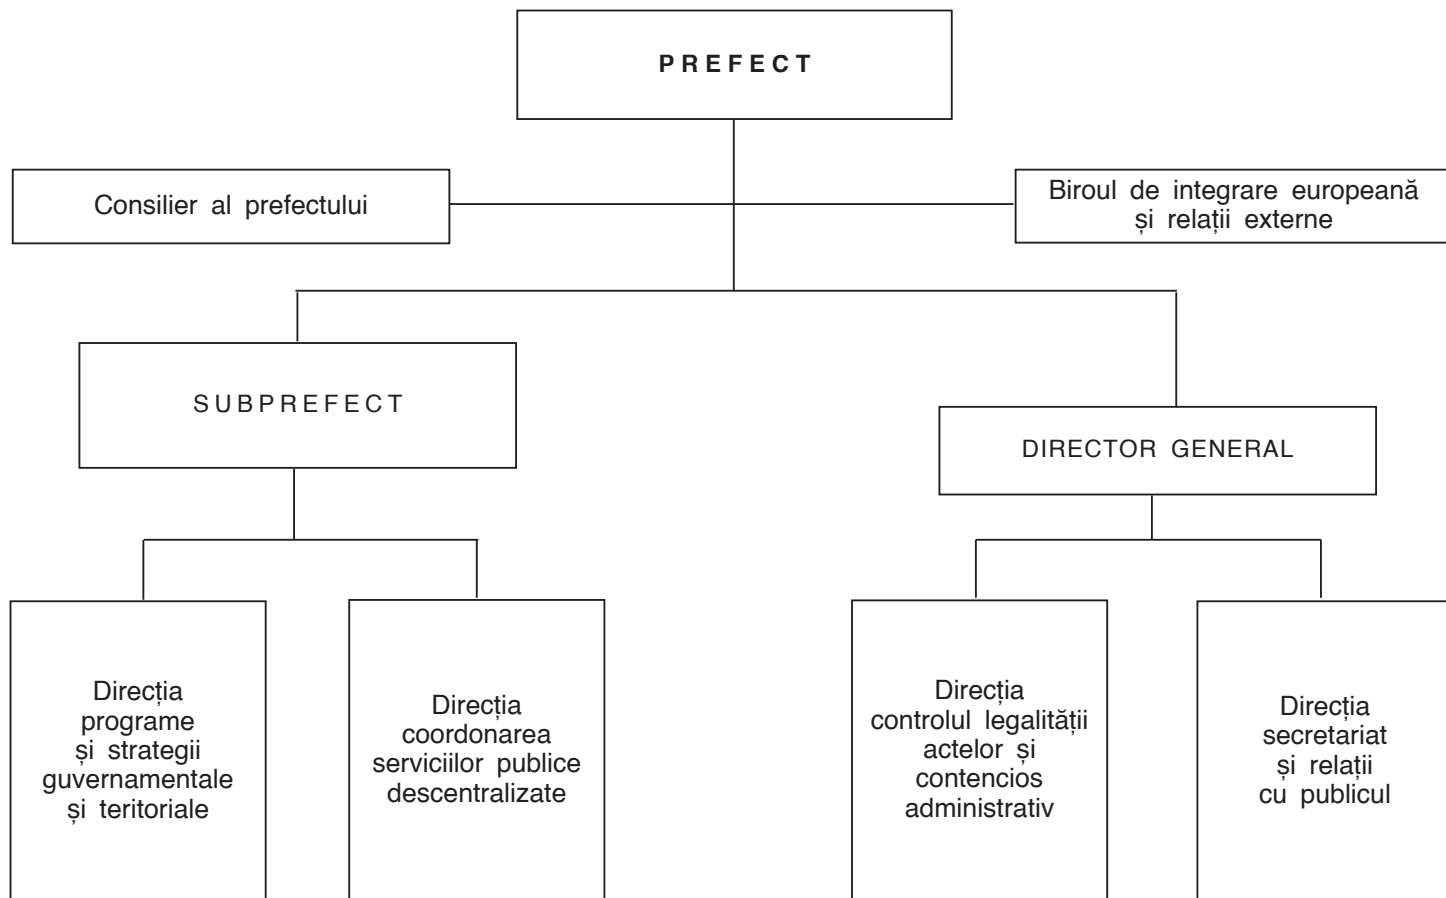 PREFECT
Consilier al prefectului
Biroul de integrare europeană
și relații externe
SUBPREFECT
DIRECTOR GENERAL
Direcția
programe
și strategii
guvernamentale
și teritoriale
Direcția
coordonarea
serviciilor publice
descentralizate
Direcția
controlul legalității
actelor și
contencios
administrativ
Direcția
secretariat
și relații
cu publicul